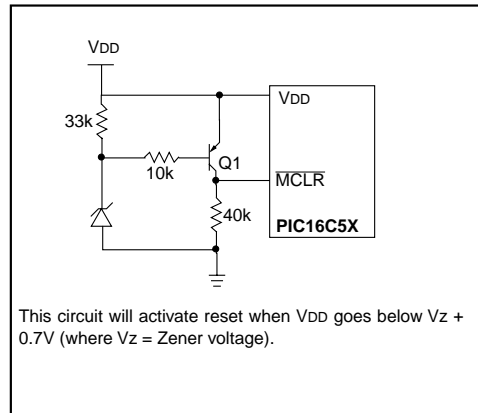 VDD
VDD
33k
Q1
10k
MCLR
40k
PIC16C5X
This circuit will activate reset when VDD goes below Vz +
0.7V (where Vz = Zener voltage).